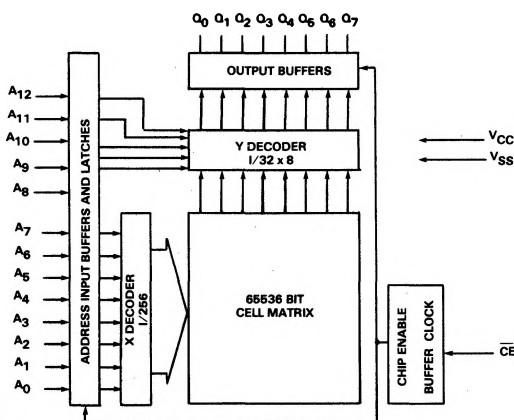 Q0 Q1 Q2 Q3 Q4 Q5 Q6 Q7
OUTPUT BUFFERS
Y DECODER
1/32 x 8
VCC
VSS
A12
A11
A10
A9
A8
A7
A6
A5
A4
A3
A2
A1
A0
ADDRESS INPUT BUFFERS AND LATCHES
X DECODER
1/256
65536 BIT
CELL MATRIX
CHIP ENABLE
BUFFER CLOCK
CE